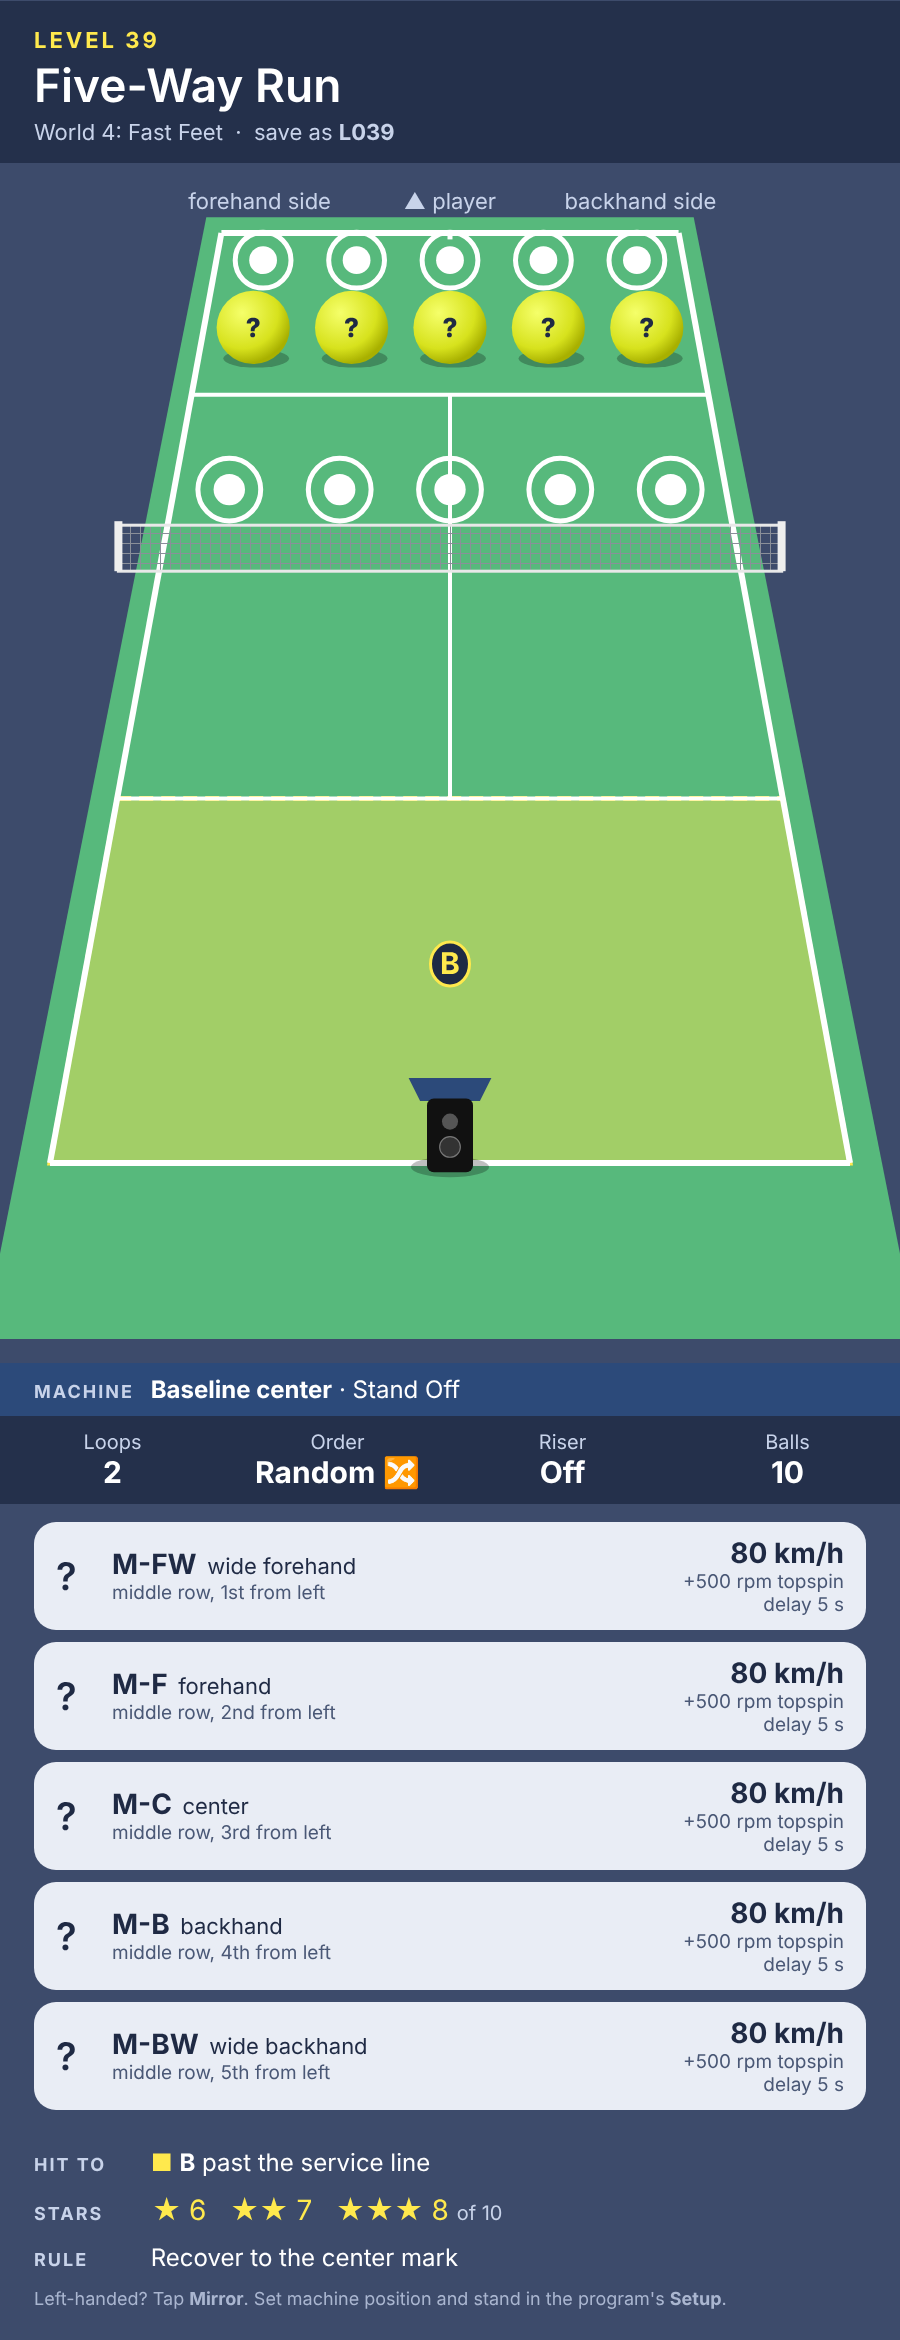 LEVEL 39
Five-Way Run
World 4: Fast Feet · save as L039
forehand side ▲ player backhand side
? ? ? ? ?
B
MACHINE Baseline center · Stand Off
Loops Order Riser Balls
2 Random 🔀 Off 10
? M-FW wide forehand 80 km/h
middle row, 1st from left +500 rpm topspin
delay 5 s
? M-F forehand 80 km/h
middle row, 2nd from left +500 rpm topspin
delay 5 s
? M-C center 80 km/h
middle row, 3rd from left +500 rpm topspin
delay 5 s
? M-B backhand 80 km/h
middle row, 4th from left +500 rpm topspin
delay 5 s
? M-BW wide backhand 80 km/h
middle row, 5th from left +500 rpm topspin
delay 5 s
HIT TO B past the service line
STARS ★ 6 ★★ 7 ★★★ 8 of 10
RULE Recover to the center mark
Left-handed? Tap Mirror. Set machine position and stand in the program's Setup.